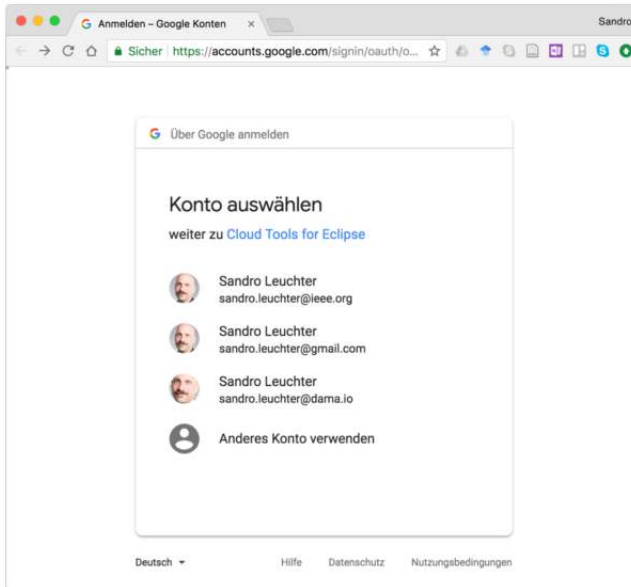 Anmelden – Google Konten
Sandro
Sicher https://accounts.google.com/signin/oauth/o...
Über Google anmelden
Konto auswählen
weiter zu Cloud Tools for Eclipse
Sandro Leuchter
sandro.leuchter@ieee.org
Sandro Leuchter
sandro.leuchter@gmail.com
Sandro Leuchter
sandro.leuchter@dama.io
Anderes Konto verwenden
Deutsch Hilfe Datenschutz Nutzungsbedingungen